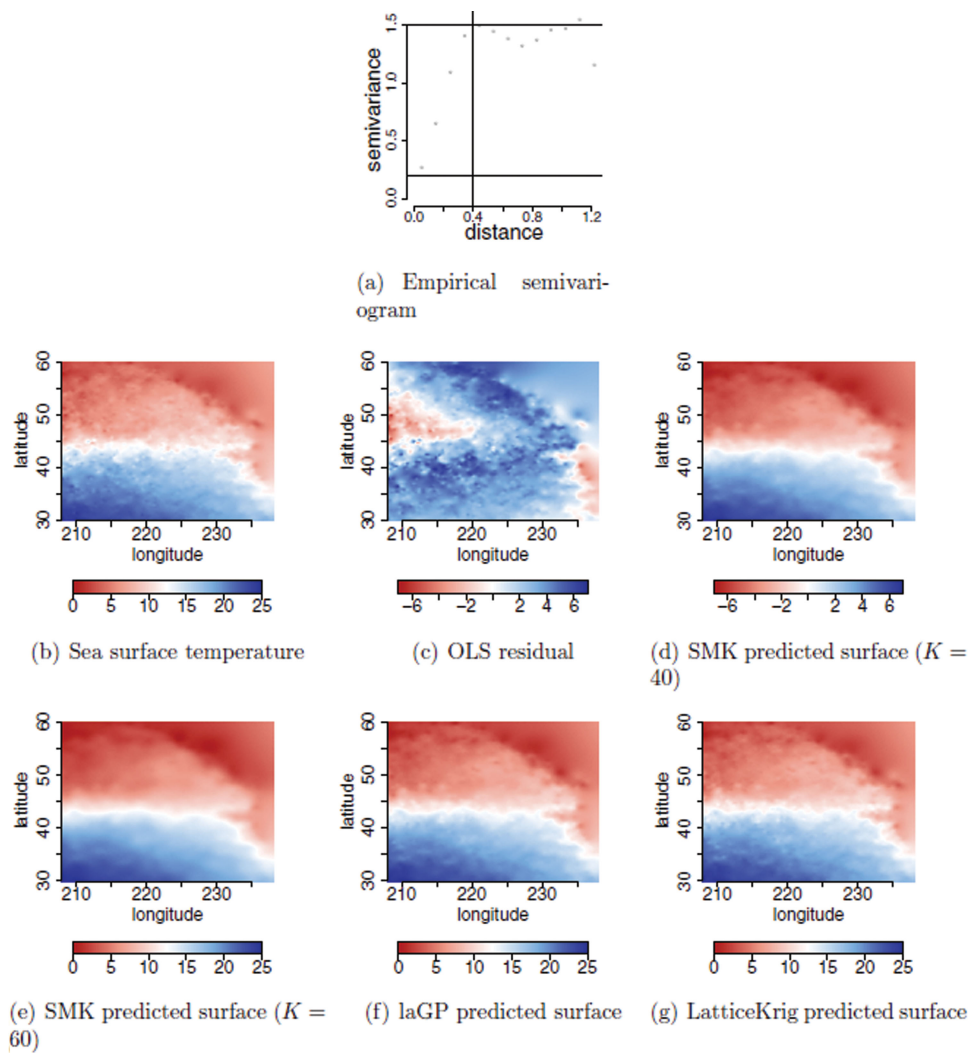 semivariance
0.0 0.5 1.0 1.5
0.0 0.4 0.8 1.2
distance
(a) Empirical semivari-
ogram
latitude
30 40 50 60
210 220 230
longitude
0 5 10 15 20 25
(b) Sea surface temperature
latitude
30 40 50 60
210 220 230
longitude
−6 −2 2 4 6
(c) OLS residual
latitude
30 40 50 60
210 220 230
longitude
−6 −2 2 4 6
(d) SMK predicted surface (K =
40)
latitude
30 40 50 60
210 220 230
longitude
0 5 10 15 20 25
(e) SMK predicted surface (K =
60)
latitude
30 40 50 60
210 220 230
longitude
0 5 10 15 20 25
(f) laGP predicted surface
latitude
30 40 50 60
210 220 230
longitude
0 5 10 15 20 25
(g) LatticeKrig predicted surface